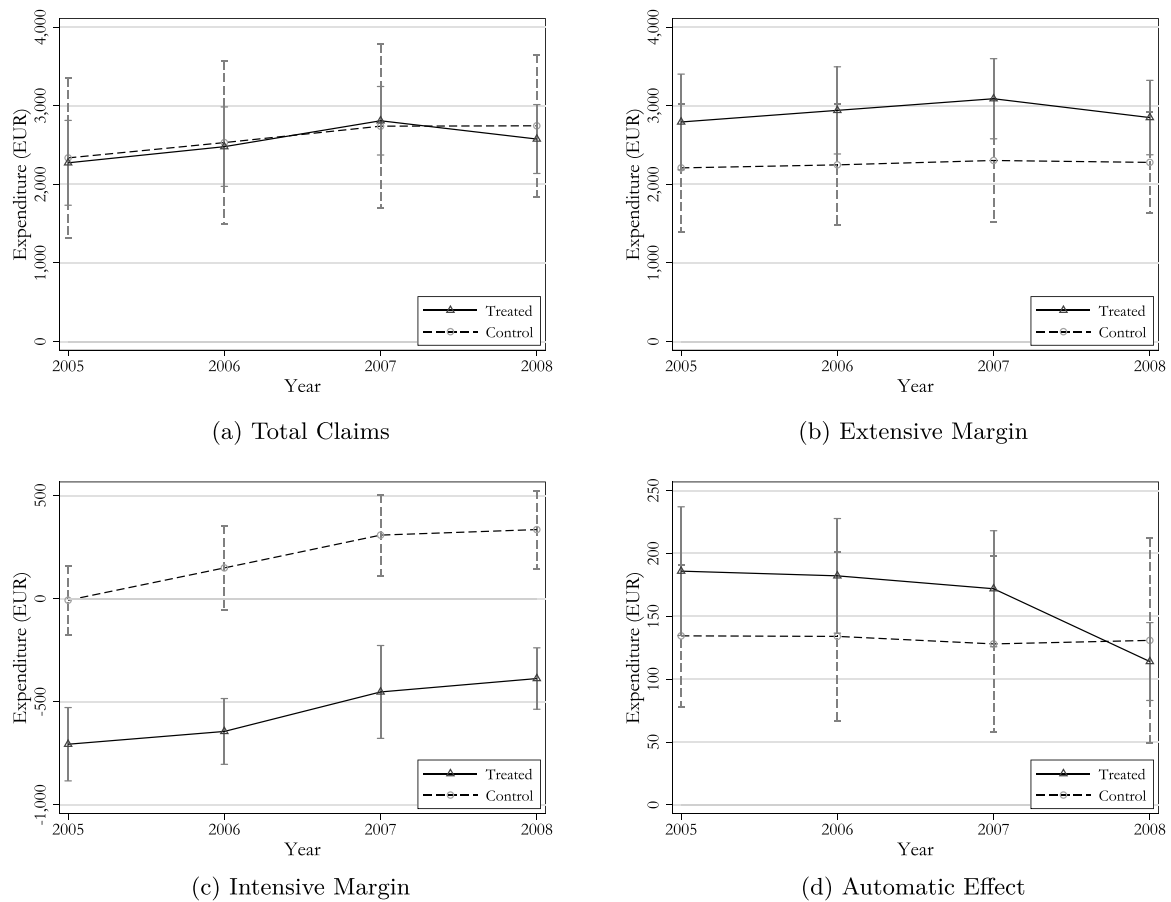 Expenditure (EUR)
4,000
3,000
2,000
1,000
0
Treated
Control
2005 2006 2007 2008
Year
(a) Total Claims
Expenditure (EUR)
4,000
3,000
2,000
1,000
0
Treated
Control
2005 2006 2007 2008
Year
(b) Extensive Margin
Expenditure (EUR)
500
0
-500
-1,000
Treated
Control
2005 2006 2007 2008
Year
(c) Intensive Margin
Expenditure (EUR)
250
200
150
100
50
0
Treated
Control
2005 2006 2007 2008
Year
(d) Automatic Effect